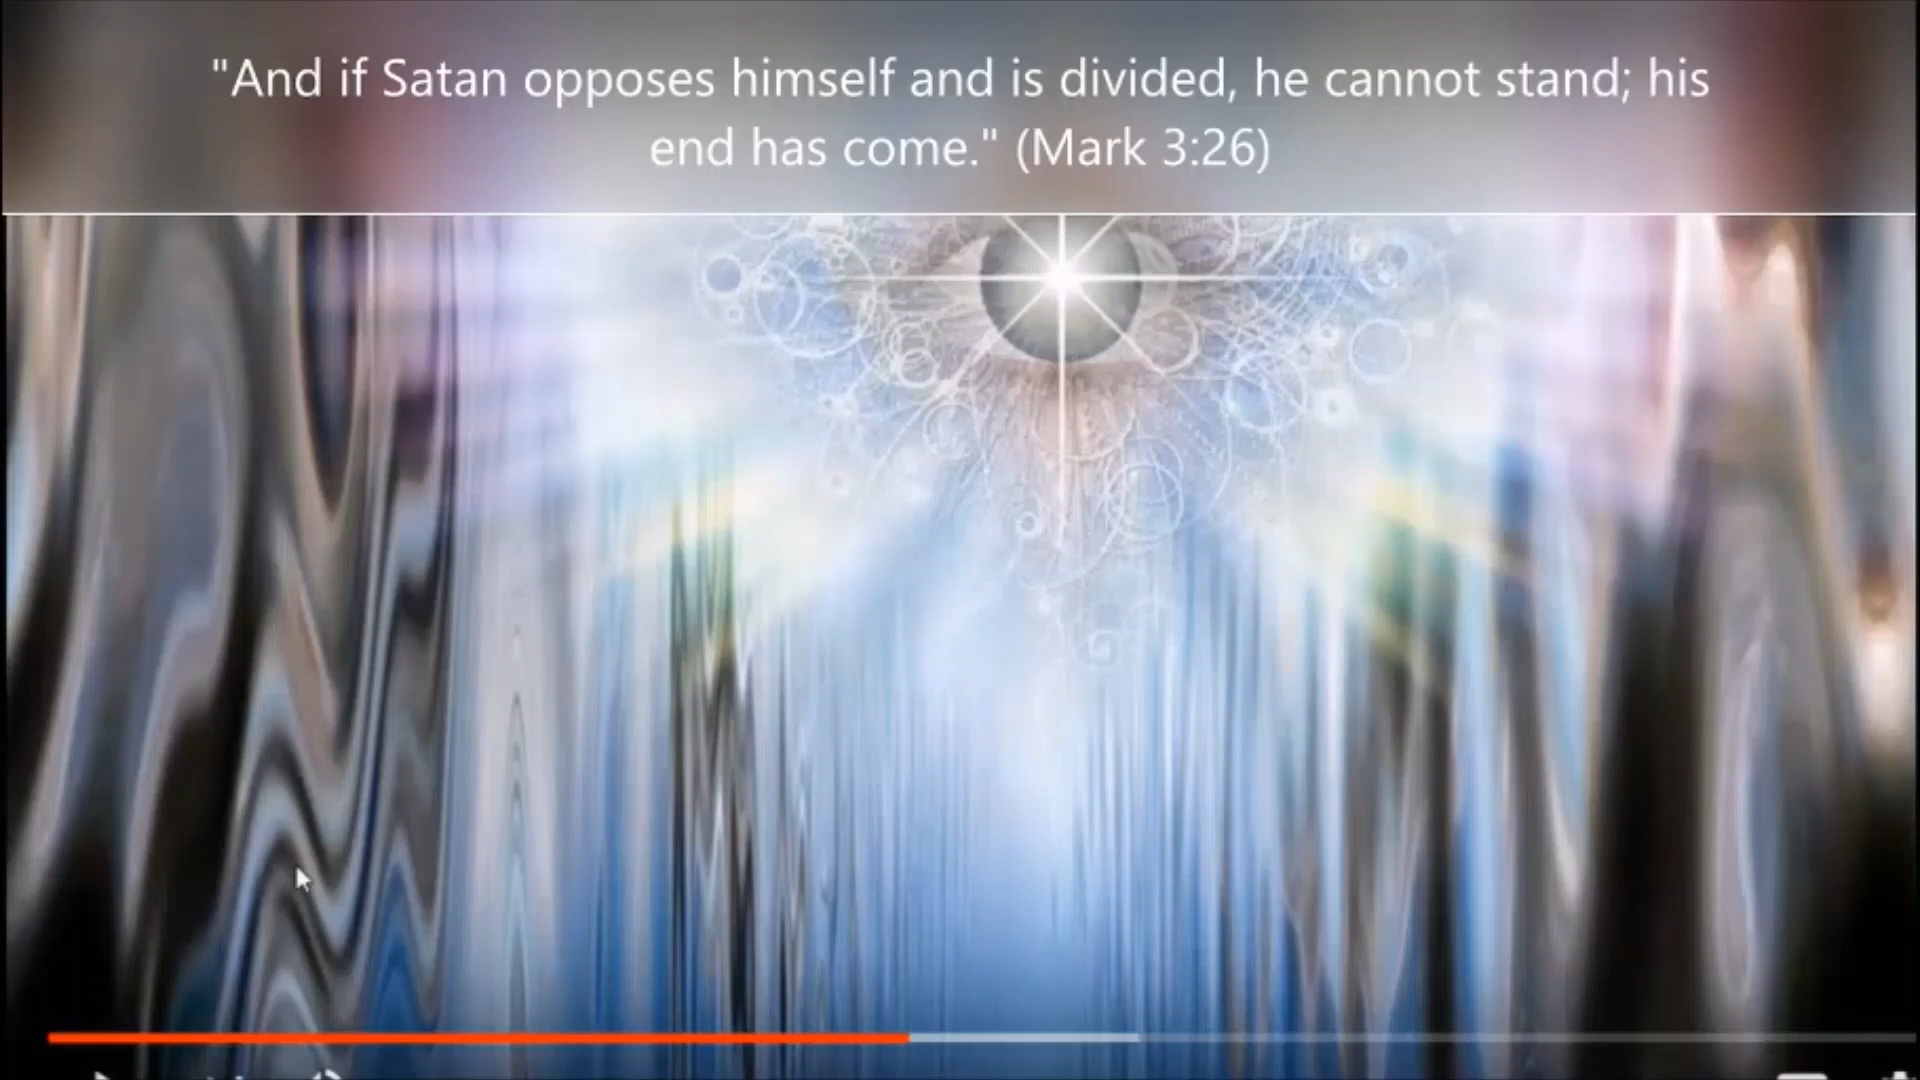 "And if Satan opposes himself and is divided, he cannot stand; his
end has come." (Mark 3:26)